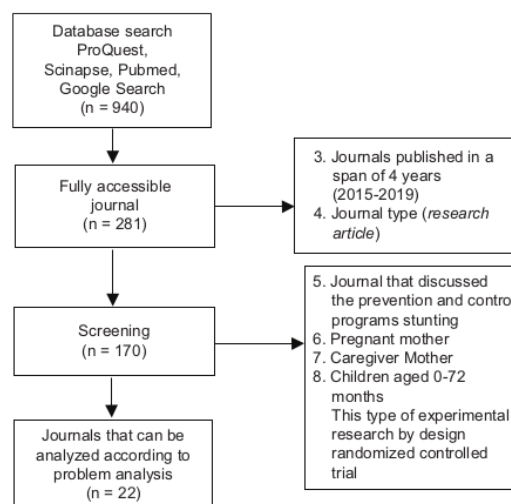 Database search
ProQuest,
Scinapse, Pubmed,
Google Search
(n = 940)
Fully accessible
journal
(n = 281)
3. Journals published in a
span of 4 years
(2015-2019)
4. Journal type (research
article)
Screening
(n = 170)
5. Journal that discussed
the prevention and contro
programs stunting
6. Pregnant mother
7. Caregiver Mother
8. Children aged 0-72
months
This type of experimental
research by design
randomized controlled
trial
Journals that can be
analyzed according to
problem analysis
(n = 22)